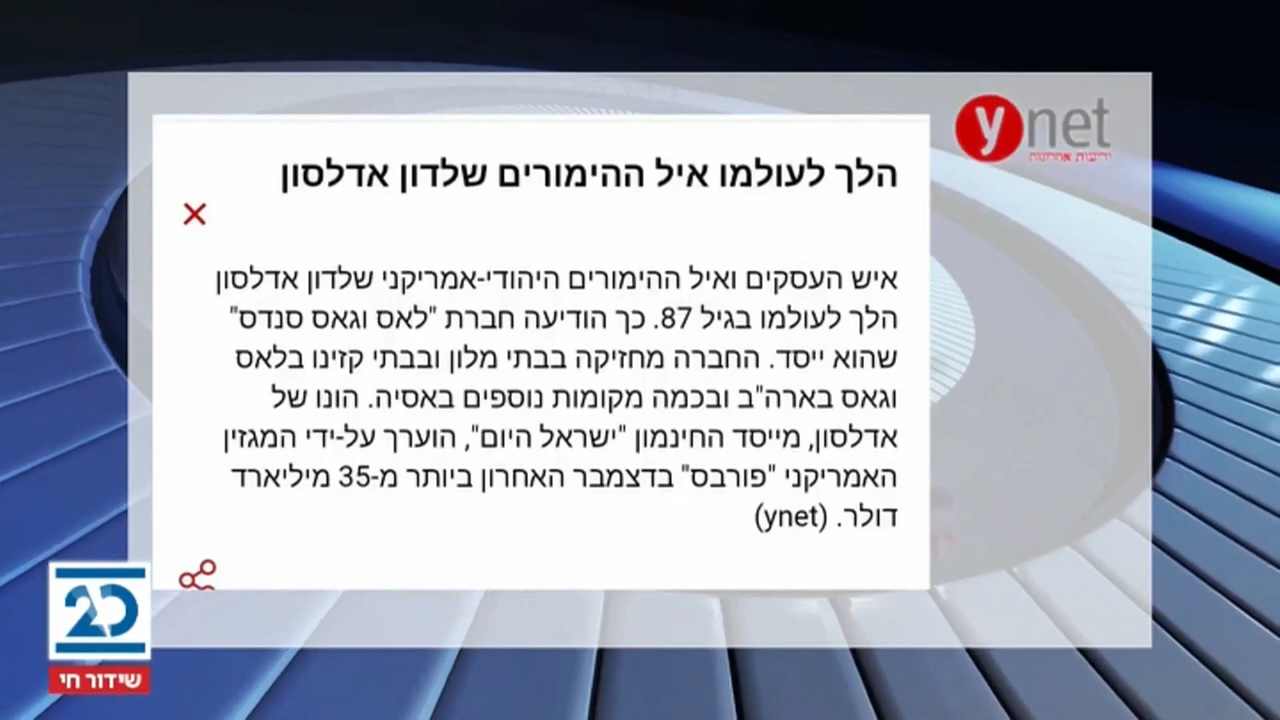 ynet
ידיעות אחרונות
הלך לעולמו איל ההימורים שלדון אדלסון
איש העסקים ואיל ההימורים היהודי-אמריקני שלדון אדלסון
הלך לעולמו בגיל 87. כך הודיעה חברת "לאס וגאס סנדס"
שהוא ייסד. החברה מחזיקה בבתי מלון ובבתי קזינו בלאס
וגאס בארה"ב ובכמה מקומות נוספים באסיה. הונו של
אדלסון, מייסד החינמון "ישראל היום", הוערך על-ידי המגזין
האמריקני "פורבס" בדצמבר האחרון ביותר מ-35 מיליארד
דולר. (ynet)
20
שידור חי